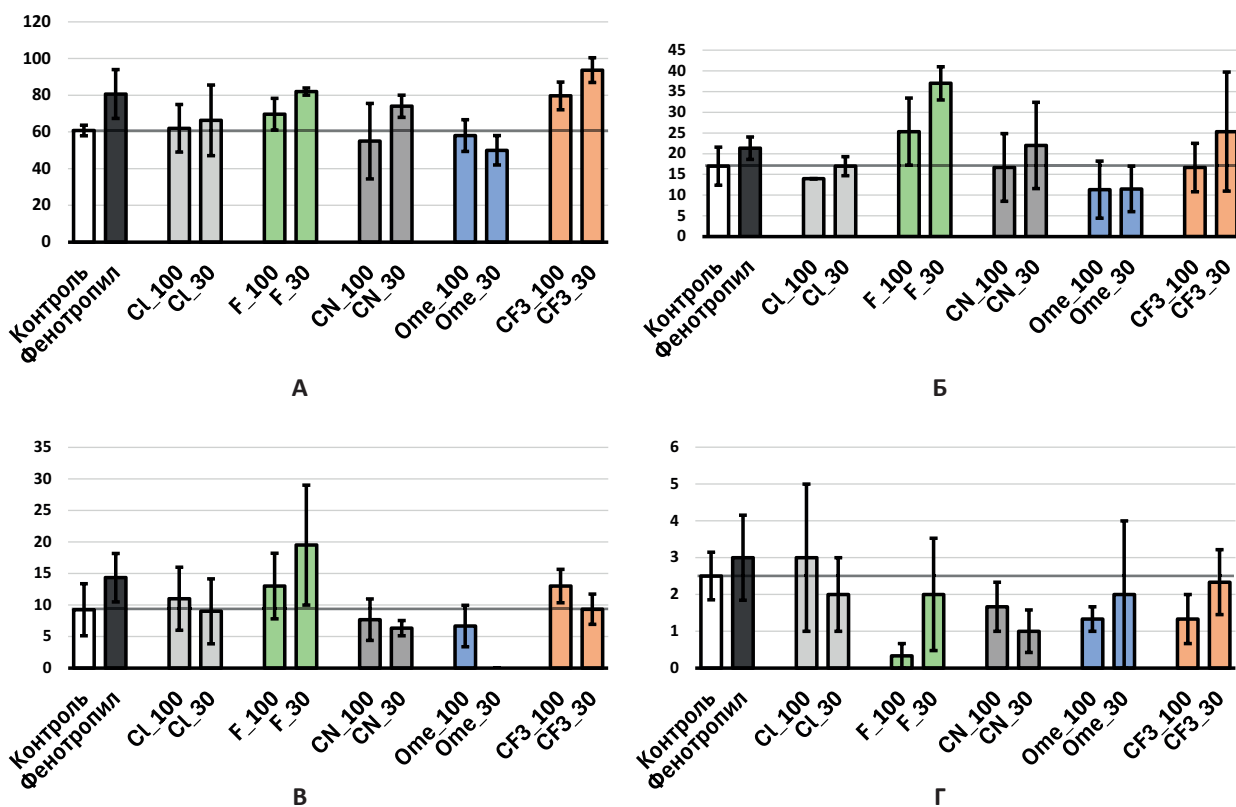 120
100
80
60
40
20
0
Контроль
Фенотропил
Cl_100
Cl_30
F_100
F_30
CN_100
CN_30
Ome_100
Ome_30
CF3_100
CF3_30
А
45
40
35
30
25
20
15
10
5
0
Контроль
Фенотропил
Cl_100
Cl_30
F_100
F_30
CN_100
CN_30
Ome_100
Ome_30
CF3_100
CF3_30
Б
35
30
25
20
15
10
5
0
Контроль
Фенотропил
Cl_100
Cl_30
F_100
F_30
CN_100
CN_30
Ome_100
Ome_30
CF3_100
CF3_30
В
6
5
4
3
2
1
0
Контроль
Фенотропил
Cl_100
Cl_30
F_100
F_30
CN_100
CN_30
Ome_100
Ome_30
CF3_100
CF3_30
Г